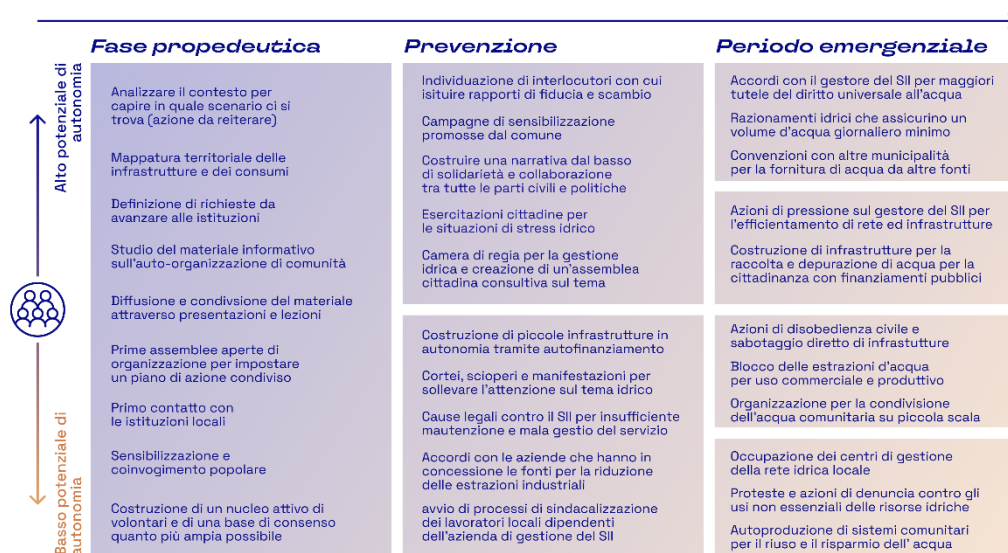 Fase propedeutica
Prevenzione
Periodo emergenziale
Alto potenziale di
autonomia
Basso potenziale di
autonomia
Analizzare il contesto per
capire in quale scenario ci si
trova (azione da reiterare)
Mappatura territoriale delle
infrastrutture e dei consumi
Definizione di richieste da
avanzare alle istituzioni
Studio del materiale informativo
sull'auto-organizzazione di comunità
Diffusione e condivsione del materiale
attraverso presentazioni e lezioni
Prime assemblee aperte di
organizzazione per impostare
un piano di azione condiviso
Primo contatto con
le istituzioni locali
Sensibilizzazione e
coinvogimento popolare
Costruzione di un nucleo attivo di
volontari e di una base di consenso
quanto più ampia possibile
Individuazione di interlocutori con cui
isituire rapporti di fiducia e scambio
Campagne di sensibilizzazione
promosse dal comune
Costruire una narrativa dal basso
di solidarietà e collaborazione
tra tutte le parti civili e politiche
Esercitazioni cittadine per
le situazioni di stress idrico
Camera di regia per la gestione
idrica e creazione di un'assemblea
cittadina consultiva sul tema
Costruzione di piccole infrastrutture in
autonomia tramite autofinanziamento
Cortei, scioperi e manifestazioni per
sollevare l'attenzione sul tema idrico
Cause legali contro il SII per insufficiente
mautenzione e mala gestio del servizio
Accordi con le aziende che hanno in
concessione le fonti per la riduzione
delle estrazioni industriali
avvio di processi di sindacalizzazione
dei lavoratori locali dipendenti
dell'azienda di gestione del SII
Accordi con il gestore del SII per maggiori
tutele del diritto universale all'acqua
Razionamenti idrici che assicurino un
volume d'acqua giornaliero minimo
Convenzioni con altre municipalità
per la fornitura di acqua da altre fonti
Azioni di pressione sul gestore del SII per
l'efficientamento di rete ed infrastrutture
Costruzione di infrastrutture per la
raccolta e depurazione di acqua per la
cittadinanza con finanziamenti pubblici
Azioni di disobedienza civile e
sabotaggio diretto di infrastutture
Blocco delle estrazioni d'acqua
per uso commerciale e produttivo
Organizzazione per la condivisione
dell'acqua comunitaria su piccola scala
Occupazione dei centri di gestione
della rete idrica locale
Proteste e azioni di denuncia contro gli
usi non essenziali delle risorse idriche
Autoproduzione di sistemi comunitari
per il riuso e il risparmio dell' acqua